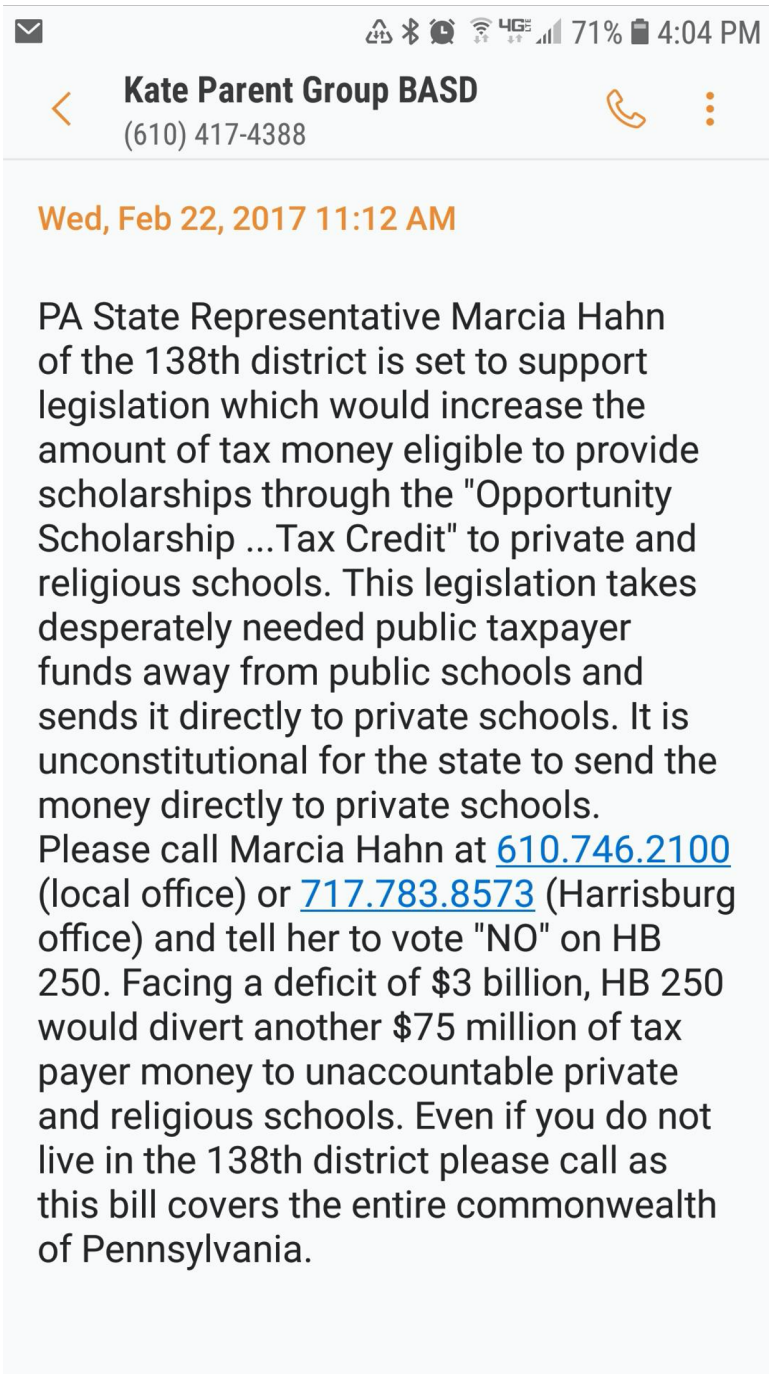 4G LTE 71% 4:04 PM
Kate Parent Group BASD
(610) 417-4388
Wed, Feb 22, 2017 11:12 AM
PA State Representative Marcia Hahn
of the 138th district is set to support
legislation which would increase the
amount of tax money eligible to provide
scholarships through the "Opportunity
Scholarship ...Tax Credit" to private and
religious schools. This legislation takes
desperately needed public taxpayer
funds away from public schools and
sends it directly to private schools. It is
unconstitutional for the state to send the
money directly to private schools.
Please call Marcia Hahn at 610.746.2100
(local office) or 717.783.8573 (Harrisburg
office) and tell her to vote "NO" on HB
250. Facing a deficit of $3 billion, HB 250
would divert another $75 million of tax
payer money to unaccountable private
and religious schools. Even if you do not
live in the 138th district please call as
this bill covers the entire commonwealth
of Pennsylvania.